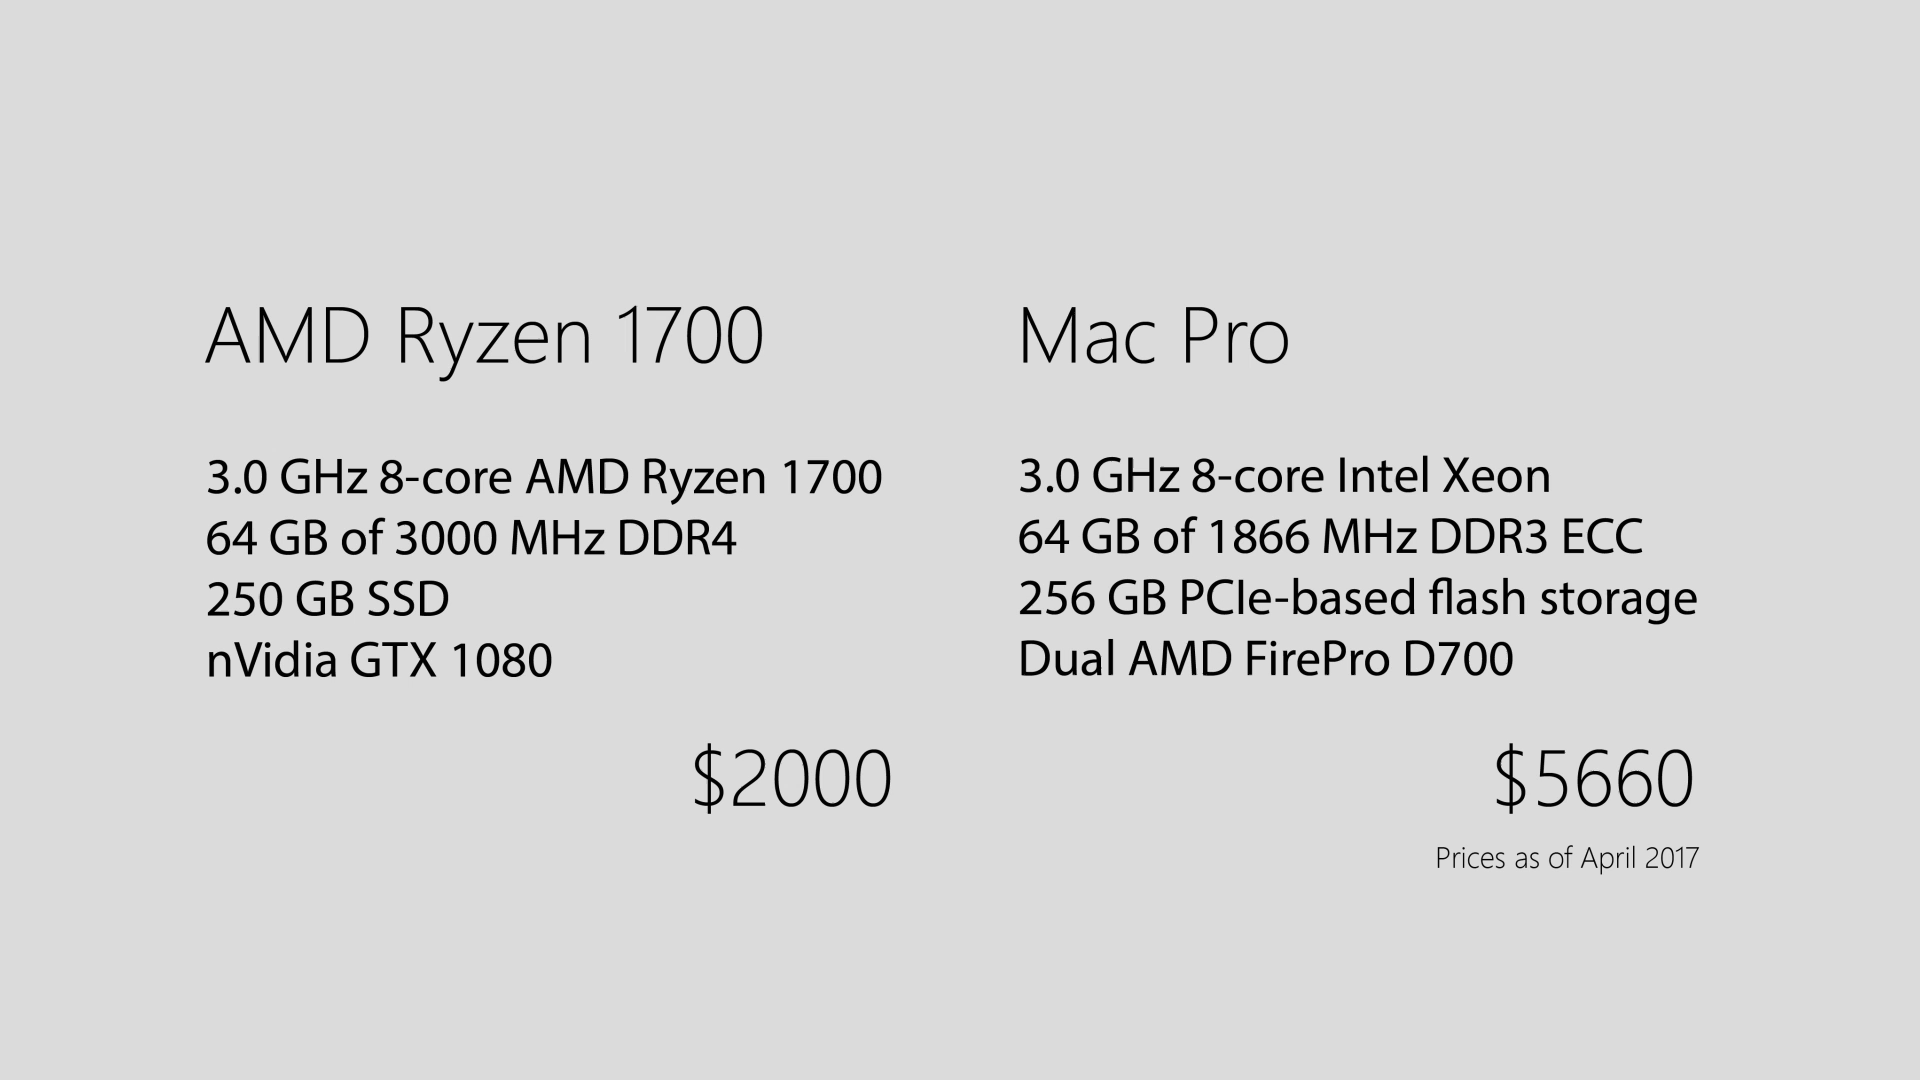 AMD Ryzen 1700
3.0 GHz 8-core AMD Ryzen 1700
64 GB of 3000 MHz DDR4
250 GB SSD
nVidia GTX 1080
$2000
Mac Pro
3.0 GHz 8-core Intel Xeon
64 GB of 1866 MHz DDR3 ECC
256 GB PCIe-based flash storage
Dual AMD FirePro D700
$5660
Prices as of April 2017